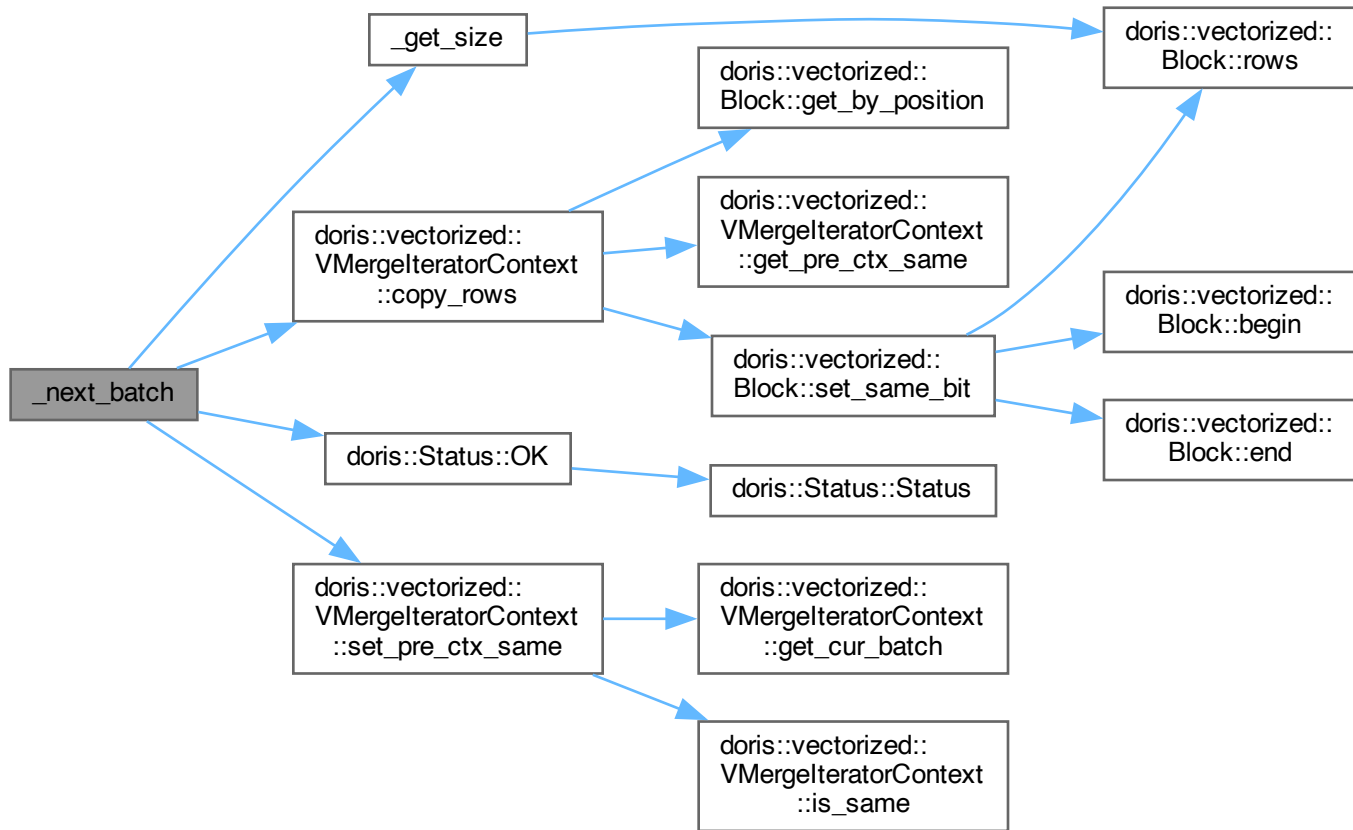 _get_size
doris::vectorized::
Block::rows
doris::vectorized::
Block::get_by_position
doris::vectorized::
VMergeIteratorContext
::copy_rows
doris::vectorized::
VMergeIteratorContext
::get_pre_ctx_same
doris::vectorized::
Block::begin
doris::vectorized::
Block::set_same_bit
_next_batch
doris::vectorized::
Block::end
doris::Status::OK
doris::Status::Status
doris::vectorized::
VMergeIteratorContext
::set_pre_ctx_same
doris::vectorized::
VMergeIteratorContext
::get_cur_batch
doris::vectorized::
VMergeIteratorContext
::is_same